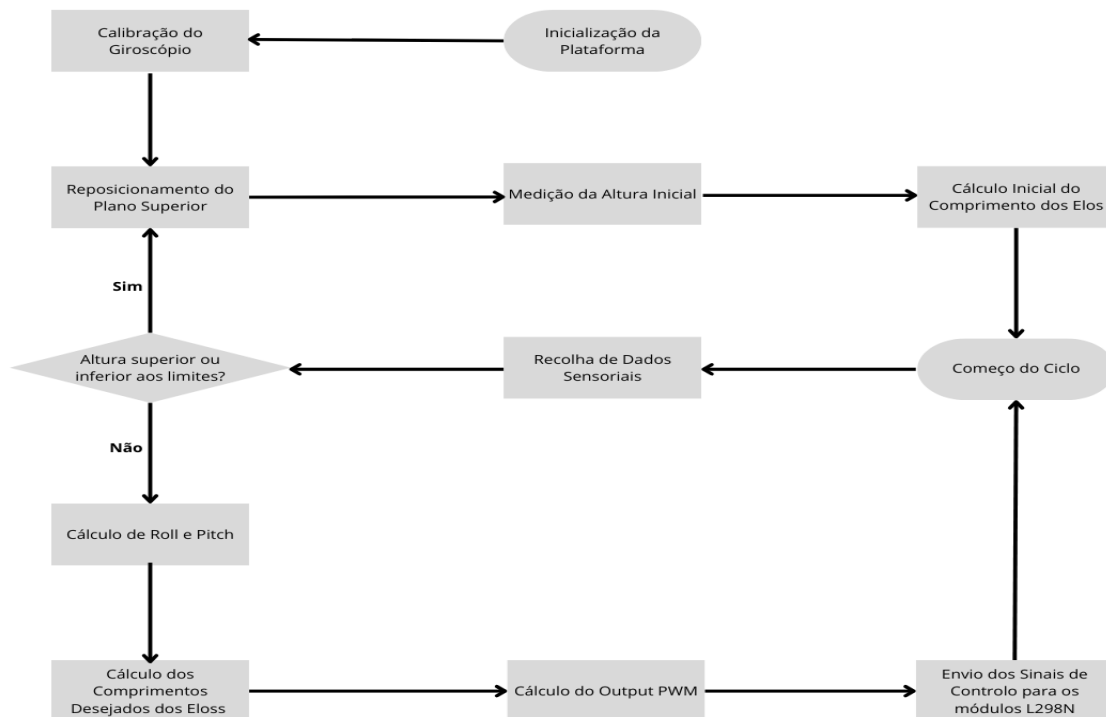 Calibração do
Giroscópio
Inicialização da
Plataforma
Reposicionamento do
Plano Superior
Medição da Altura Inicial
Cálculo Inicial do
Comprimento dos Elos
Sim
Altura superior ou
inferior aos limites?
Recolha de Dados
Sensoriais
Começo do Ciclo
Não
Cálculo de Roll e Pitch
Cálculo dos
Comprimentos
Desejados dos Eloss
Cálculo do Output PWM
Envio dos Sinais de
Controlo para os
módulos L298N